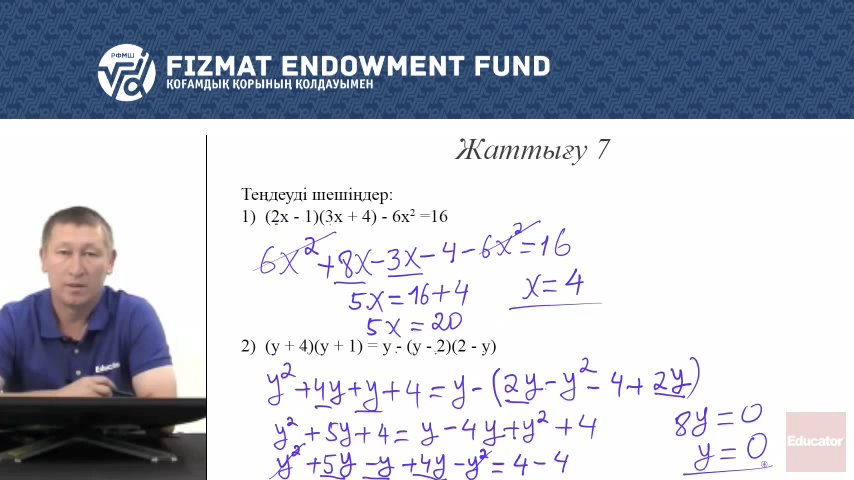 РФМШ
FIZMAT ENDOWMENT FUND
ҚОҒАМДЫҚ ҚОРЫНЫҢ ҚОЛДАУЫМЕН
Жаттығу 7
Теңдеуді шешіңдер:
1) (2x - 1)(3x + 4) - 6x² =16
6x² + 8x - 3x - 4 - 6x² = 16
5x = 16 + 4
x = 4
5x = 20
2) (y + 4)(y + 1) = y - (y - 2)(2 - y)
y² + 4y + y + 4 = y - (2y - y² - 4 + 2y)
y² + 5y + 4 = y - 4y + y² + 4
8y = 0
y² + 5y - y + 4y - y² = 4 - 4
y = 0
Educator
Educator